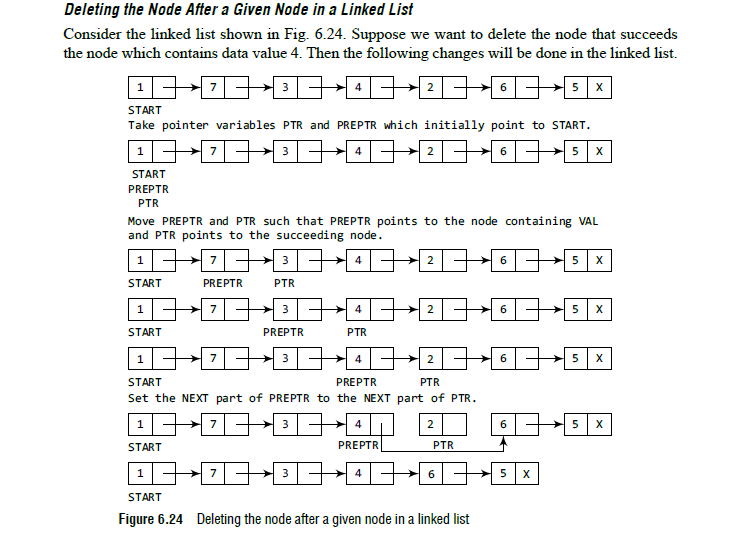 Deleting the Node After a Given Node in a Linked List
Consider the linked list shown in Fig. 6.24. Suppose we want to delete the node that succeeds
the node which contains data value 4. Then the following changes will be done in the linked list.
1 7 3 4 2 6 5 X
START
Take pointer variables PTR and PREPTR which initially point to START.
1 7 3 4 2 6 5 X
START
PREPTR
PTR
Move PREPTR and PTR such that PREPTR points to the node containing VAL
and PTR points to the succeeding node.
1 7 3 4 2 6 5 X
START PREPTR PTR
1 7 3 4 2 6 5 X
START PREPTR PTR
1 7 3 4 2 6 5 X
START PREPTR PTR
Set the NEXT part of PREPTR to the NEXT part of PTR.
1 7 3 4 2 6 5 X
START PREPTR PTR
1 7 3 4 6 5 X
START
Figure 6.24 Deleting the node after a given node in a linked list